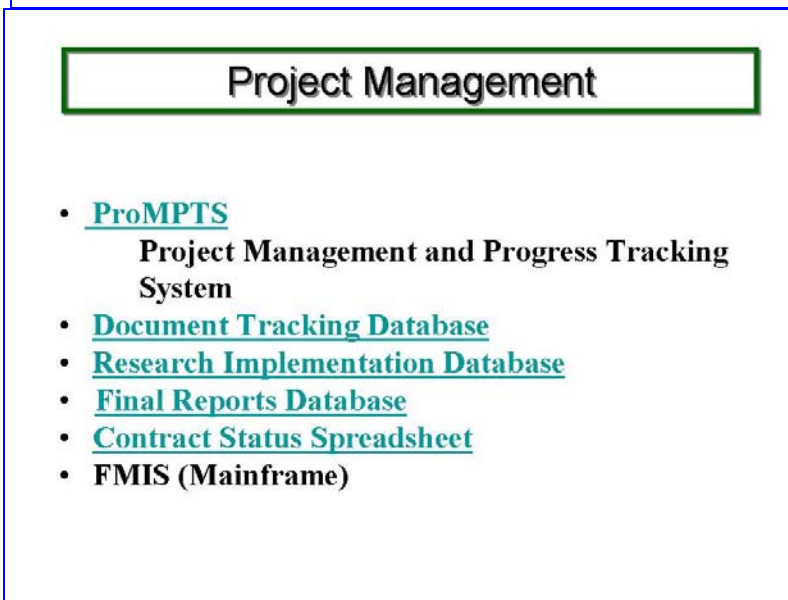 Project Management
• ProMPTS
Project Management and Progress Tracking
System
• Document Tracking Database
• Research Implementation Database
• Final Reports Database
• Contract Status Spreadsheet
• FMIS (Mainframe)